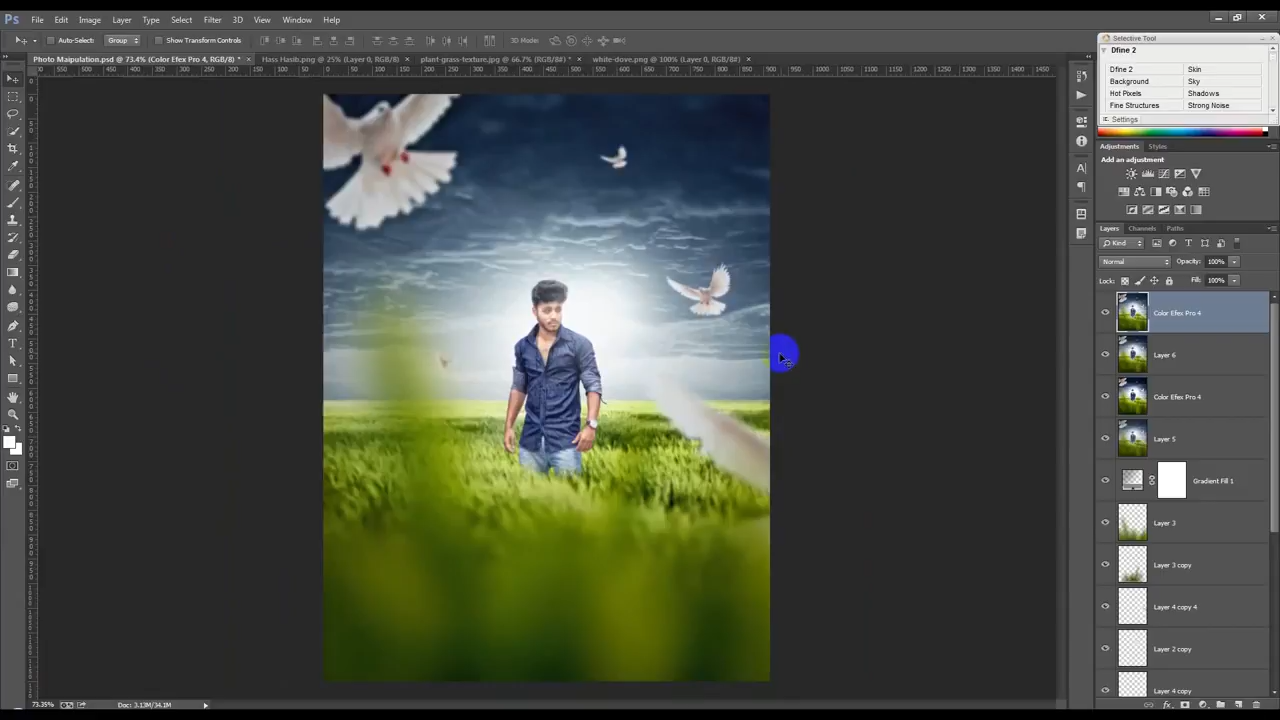 Ps File Edit Image Layer Type Select Filter 3D View Window Help
Auto-Select: Group Show Transform Controls 3D Mode:
Photo Maipulation.psd @ 73.4% (Color Efex Pro 4, RGB/8) * × Hass Hasib.png @ 25% (Layer 0, RGB/8) × plant-grass-texture.jpg @ 66.7% (RGB/8#) * × white-dove.png @ 100% (Layer 0, RGB/8#) ×
Selective Tool
Dfine 2
Dfine 2 Skin
Background Sky
Hot Pixels Shadows
Fine Structures Strong Noise
Settings
Adjustments Styles
Add an adjustment
Layers Channels Paths
Kind
Normal Opacity: 100%
Lock: Fill: 100%
Color Efex Pro 4
Layer 6
Color Efex Pro 4
Layer 5
Gradient Fill 1
Layer 3
Layer 3 copy
Layer 4 copy 4
Layer 2 copy
Layer 4 copy
73.35% Doc: 3.13M/34.1M